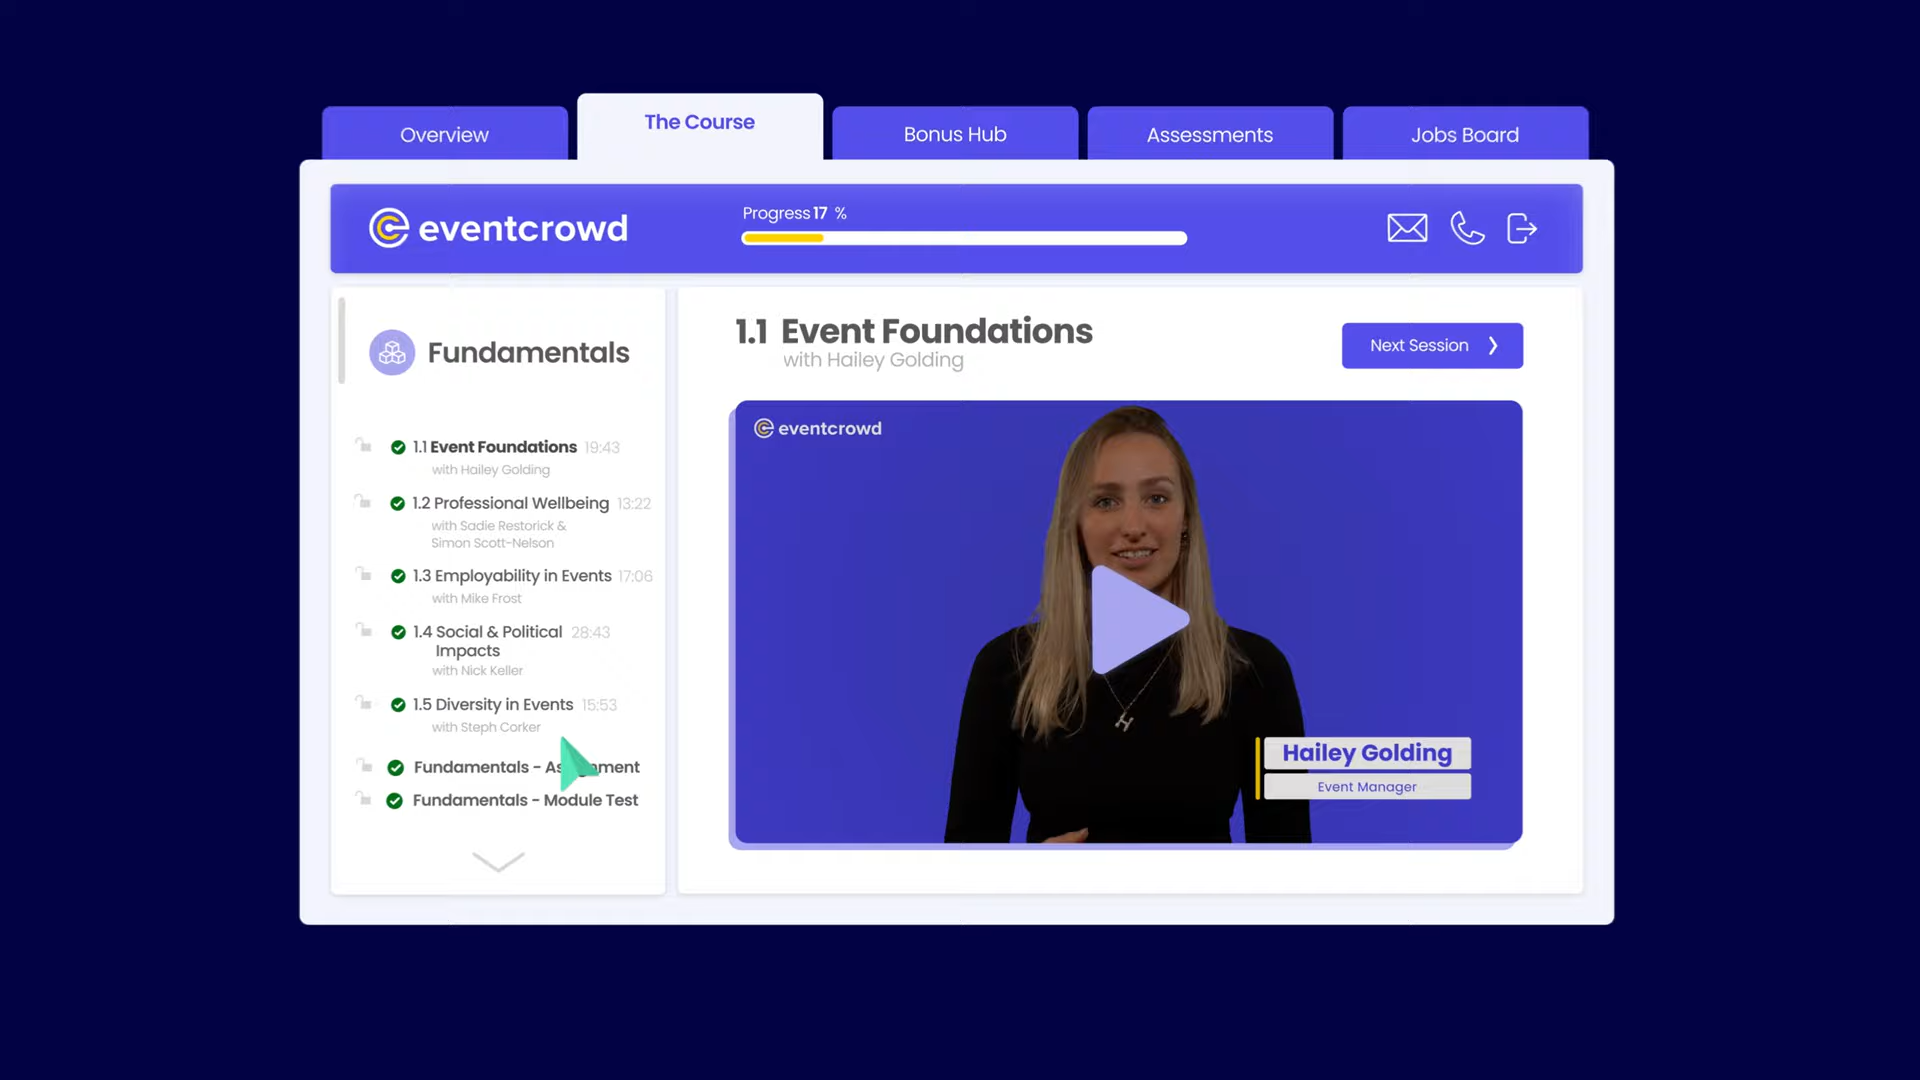 Overview
The Course
Bonus Hub
Assessments
Jobs Board
eventcrowd
Progress 17 %
Fundamentals
1.1 Event Foundations 19:43
with Hailey Golding
1.2 Professional Wellbeing 13:22
with Sadie Restorick &
Simon Scott-Nelson
1.3 Employability in Events 17:06
with Mike Frost
1.4 Social & Political 28:43
Impacts
with Nick Keller
1.5 Diversity in Events 15:53
with Steph Corker
Fundamentals -
Fundamentals - Module Test
1.1 Event Foundations
with Hailey Golding
Next Session
eventcrowd
Hailey Golding
Event Manager